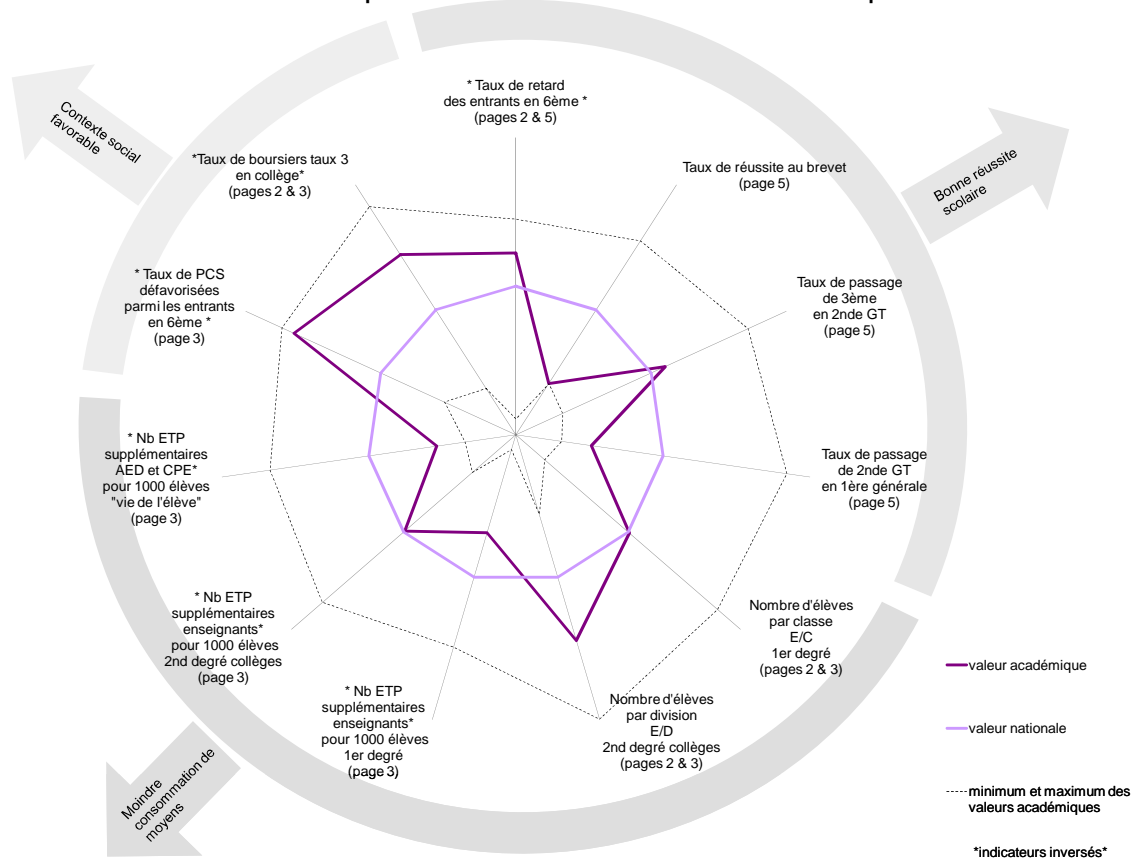 * Taux de retard
des entrants en 6ème *
(pages 2 & 5)
Taux de réussite au brevet
(page 5)
Taux de passage
de 3ème
en 2nde GT
(page 5)
Taux de passage
de 2nde GT
en 1ère générale
(page 5)
Nombre d'élèves
par classe
E/C
1er degré
(pages 2 & 3)
Nombre d'élèves
par division
E/D
2nd degré collèges
(pages 2 & 3)
* Nb ETP
supplémentaires
enseignants*
pour 1000 élèves
1er degré
(page 3)
* Nb ETP
supplémentaires
enseignants*
pour 1000 élèves
2nd degré collèges
(page 3)
* Nb ETP
supplémentaires
AED et CPE*
pour 1000 élèves
"vie de l'élève"
(page 3)
* Taux de PCS
défavorisées
parmi les entrants
en 6ème *
(page 3)
*Taux de boursiers taux 3
en collège*
(pages 2 & 3)
Contexte social
favorable
Bonne réussite
scolaire
Moindre
consommation de
moyens
valeur académique
valeur nationale
minimum et maximum des
valeurs académiques
*indicateurs inversés*